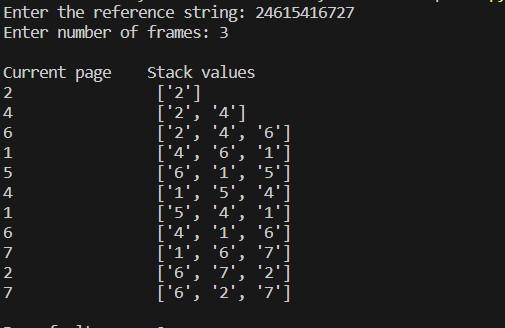 Enter the reference string: 24615416727
Enter number of frames: 3
Current page    Stack values
2               ['2']
4               ['2', '4']
6               ['2', '4', '6']
1               ['4', '6', '1']
5               ['6', '1', '5']
4               ['1', '5', '4']
1               ['5', '4', '1']
6               ['4', '1', '6']
7               ['1', '6', '7']
2               ['6', '7', '2']
7               ['6', '2', '7']